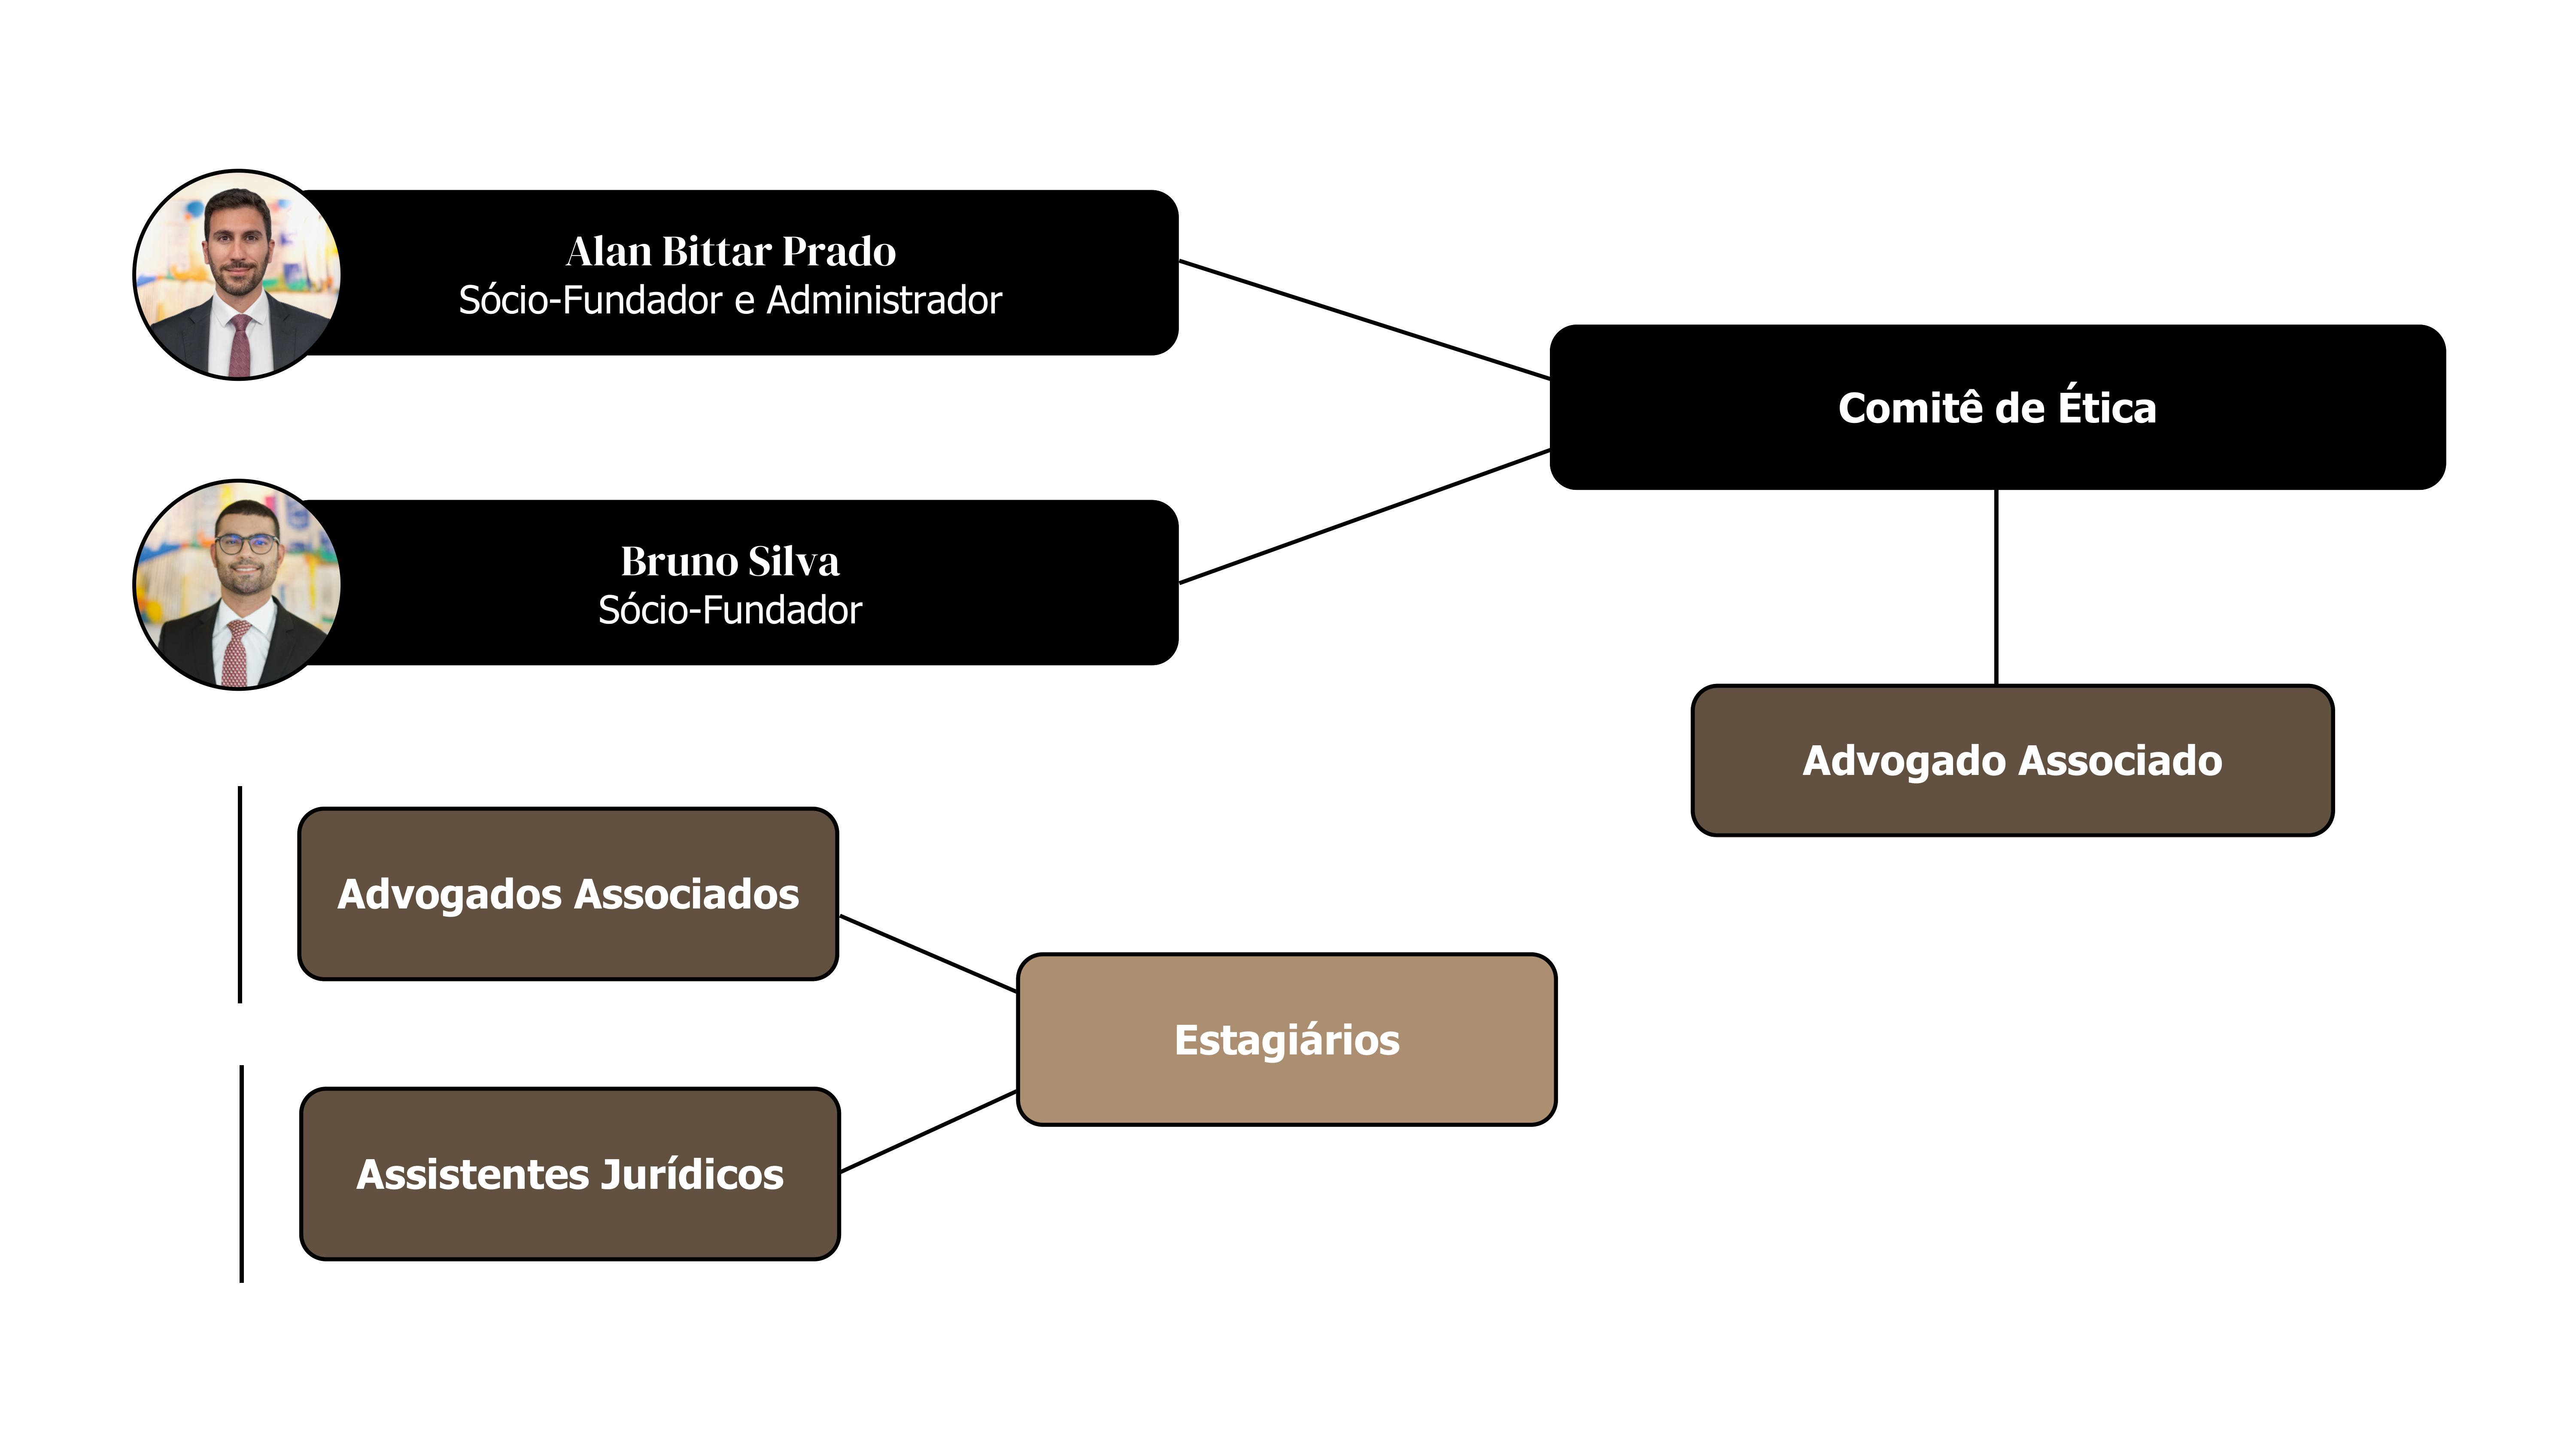 Alan Bittar Prado
Sócio-Fundador e Administrador
Comitê de Ética
Bruno Silva
Sócio-Fundador
Advogado Associado
Advogados Associados
Estagiários
Assistentes Jurídicos